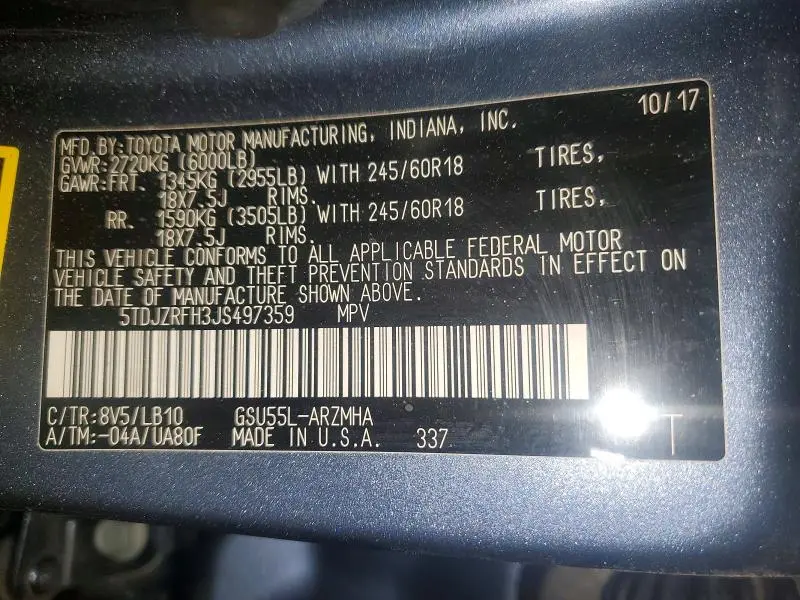 10/17
MFD.BY:TOYOTA MOTOR MANUFACTURING, INDIANA, INC.
GVWR:2720KG (6000LB)
GAWR:FRT. 1345KG (2955LB) WITH 245/60R18 TIRES,
18X7.5J RIMS.
RR. 1590KG (3505LB) WITH 245/60R18 TIRES,
18X7.5J RIMS.
THIS VEHICLE CONFORMS TO ALL APPLICABLE FEDERAL MOTOR
VEHICLE SAFETY AND THEFT PREVENTION STANDARDS IN EFFECT ON
THE DATE OF MANUFACTURE SHOWN ABOVE.
5TDJZRFH3JS497359 MPV
C/TR:8V5/LB10 GSU55L-ARZMHA
A/TM:-04A/UA80F MADE IN U.S.A. 337
T